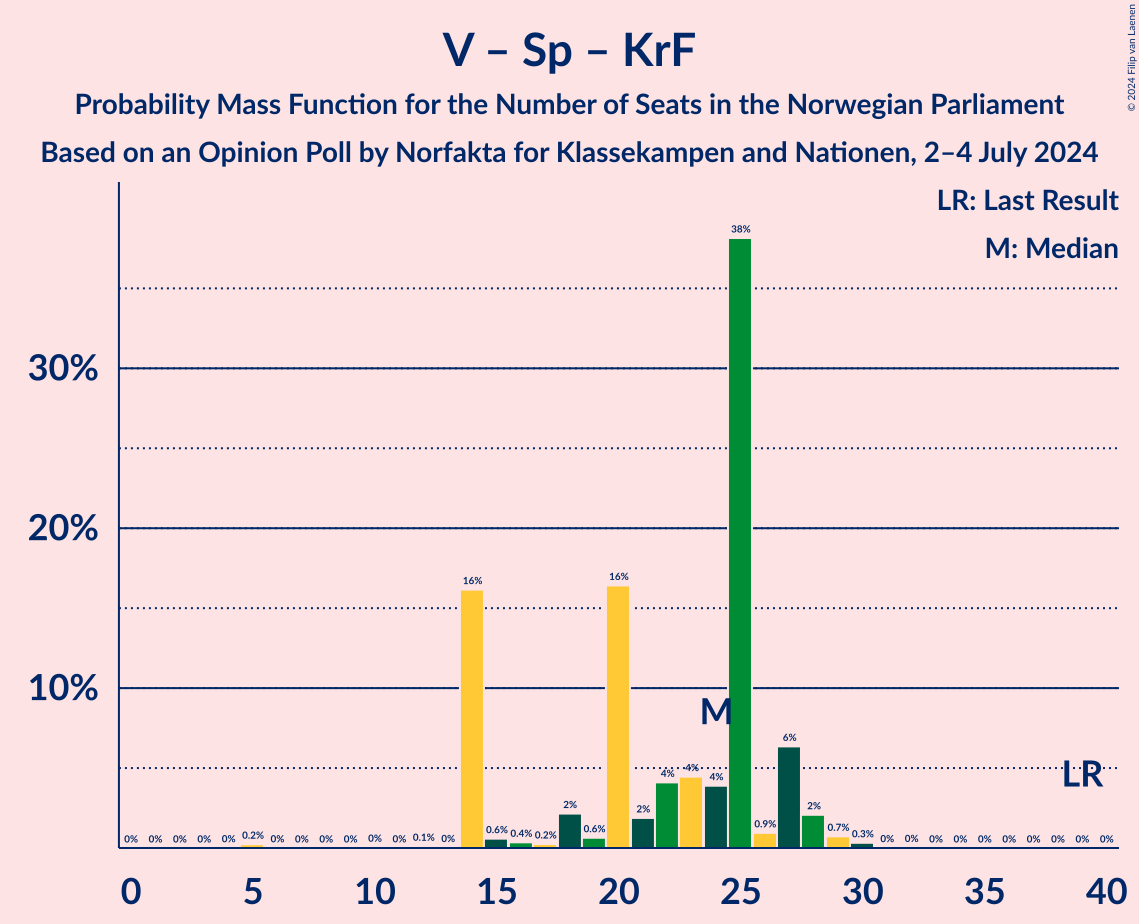 V – Sp – KrF
Probability Mass Function for the Number of Seats in the Norwegian Parliament
Based on an Opinion Poll by Norfakta for Klassekampen and Nationen, 2–4 July 2024
© 2024 Filip van Laenen
LR: Last Result
M: Median
30%
20%
10%
0% 0% 0% 0% 0% 0.2% 0% 0% 0% 0% 0% 0% 0.1% 0% 16% 0.6% 0.4% 0.2% 2% 0.6% 16% 2% 4% 4% 4% 38% 0.9% 6% 2% 0.7% 0.3% 0% 0% 0% 0% 0% 0% 0% 0% 0% 0%
M
LR
0 5 10 15 20 25 30 35 40